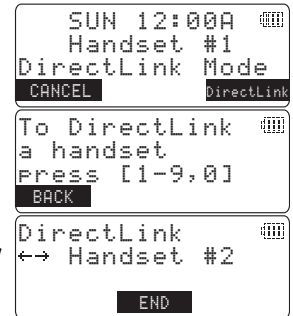 SUN 12:00A
Handset #1
DirectLink Mode
CANCEL DirectLink
To DirectLink
a handset
press [1-9,0]
BACK
DirectLink
←→ Handset #2
END